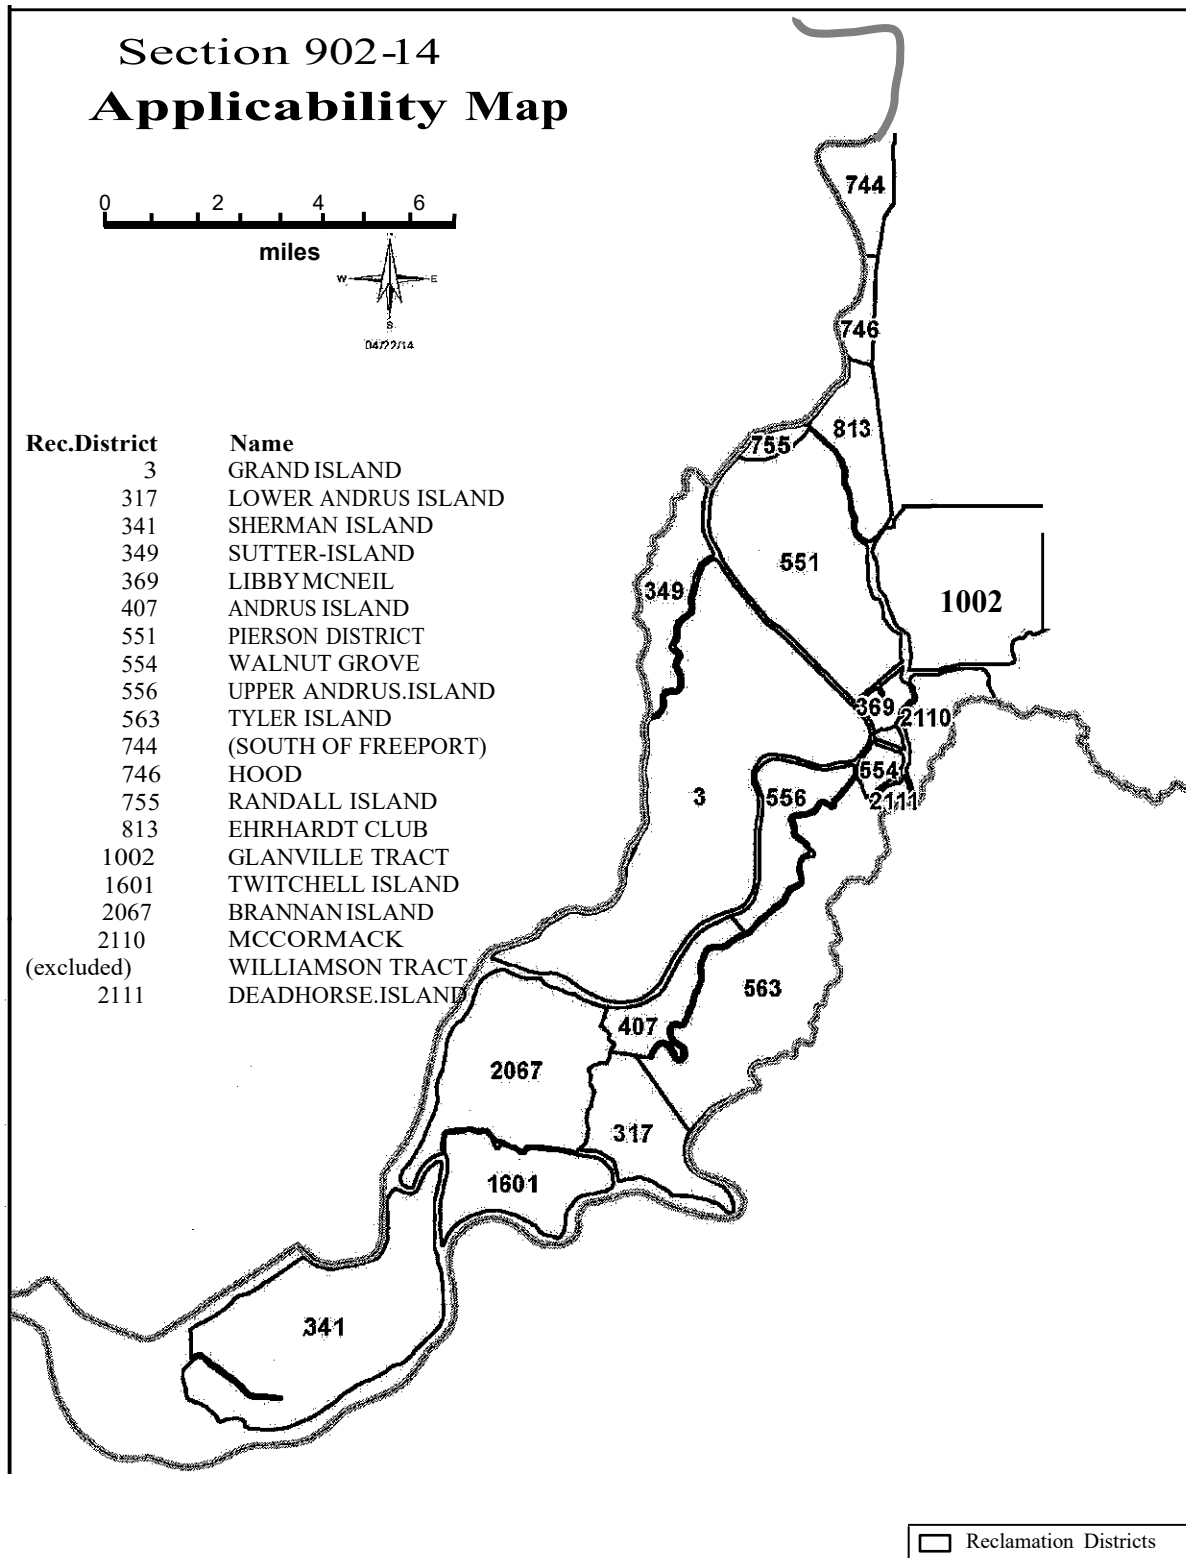 Section 902-14
Applicability Map
0 2 4 6
miles
N
W E
S
04/22/14
Rec.District Name
3 GRAND ISLAND
317 LOWER ANDRUS ISLAND
341 SHERMAN ISLAND
349 SUTTER-ISLAND
369 LIBBY MCNEIL
407 ANDRUS ISLAND
551 PIERSON DISTRICT
554 WALNUT GROVE
556 UPPER ANDRUS.ISLAND
563 TYLER ISLAND
744 (SOUTH OF FREEPORT)
746 HOOD
755 RANDALL ISLAND
813 EHRHARDT CLUB
1002 GLANVILLE TRACT
1601 TWITCHELL ISLAND
2067 BRANNAN ISLAND
2110 MCCORMACK
(excluded) WILLIAMSON TRACT
2111 DEADHORSE.ISLAND
744
746
813
755
551
349
1002
369
2110
554
3
556
2111
563
407
2067
317
1601
341
Reclamation Districts